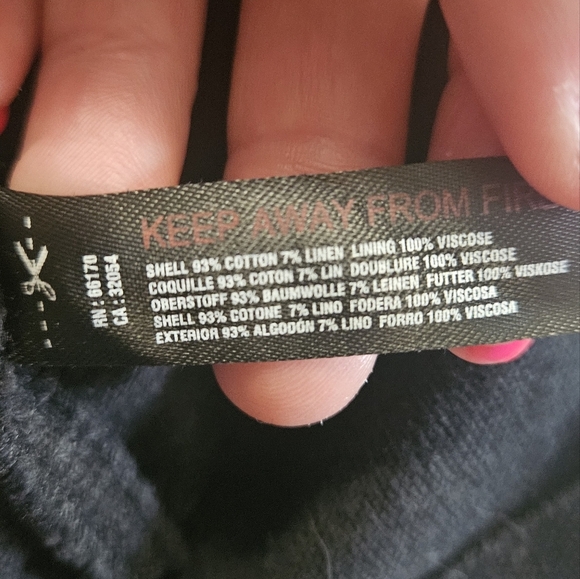 KEEP AWAY FROM FIRE
SHELL 93% COTTON 7% LINEN LINING 100% VISCOSE
COQUILLE 93% COTON 7% LIN DOUBLURE 100% VISCOSE
OBERSTOFF 93% BAUMWOLLE 7% LEINEN FUTTER 100% VISKOSE
SHELL 93% COTONE 7% LINO FODERA 100% VISCOSA
EXTERIOR 93% ALGODÓN 7% LINO FORRO 100% VISCOSA
RN : 66170
CA : 32054